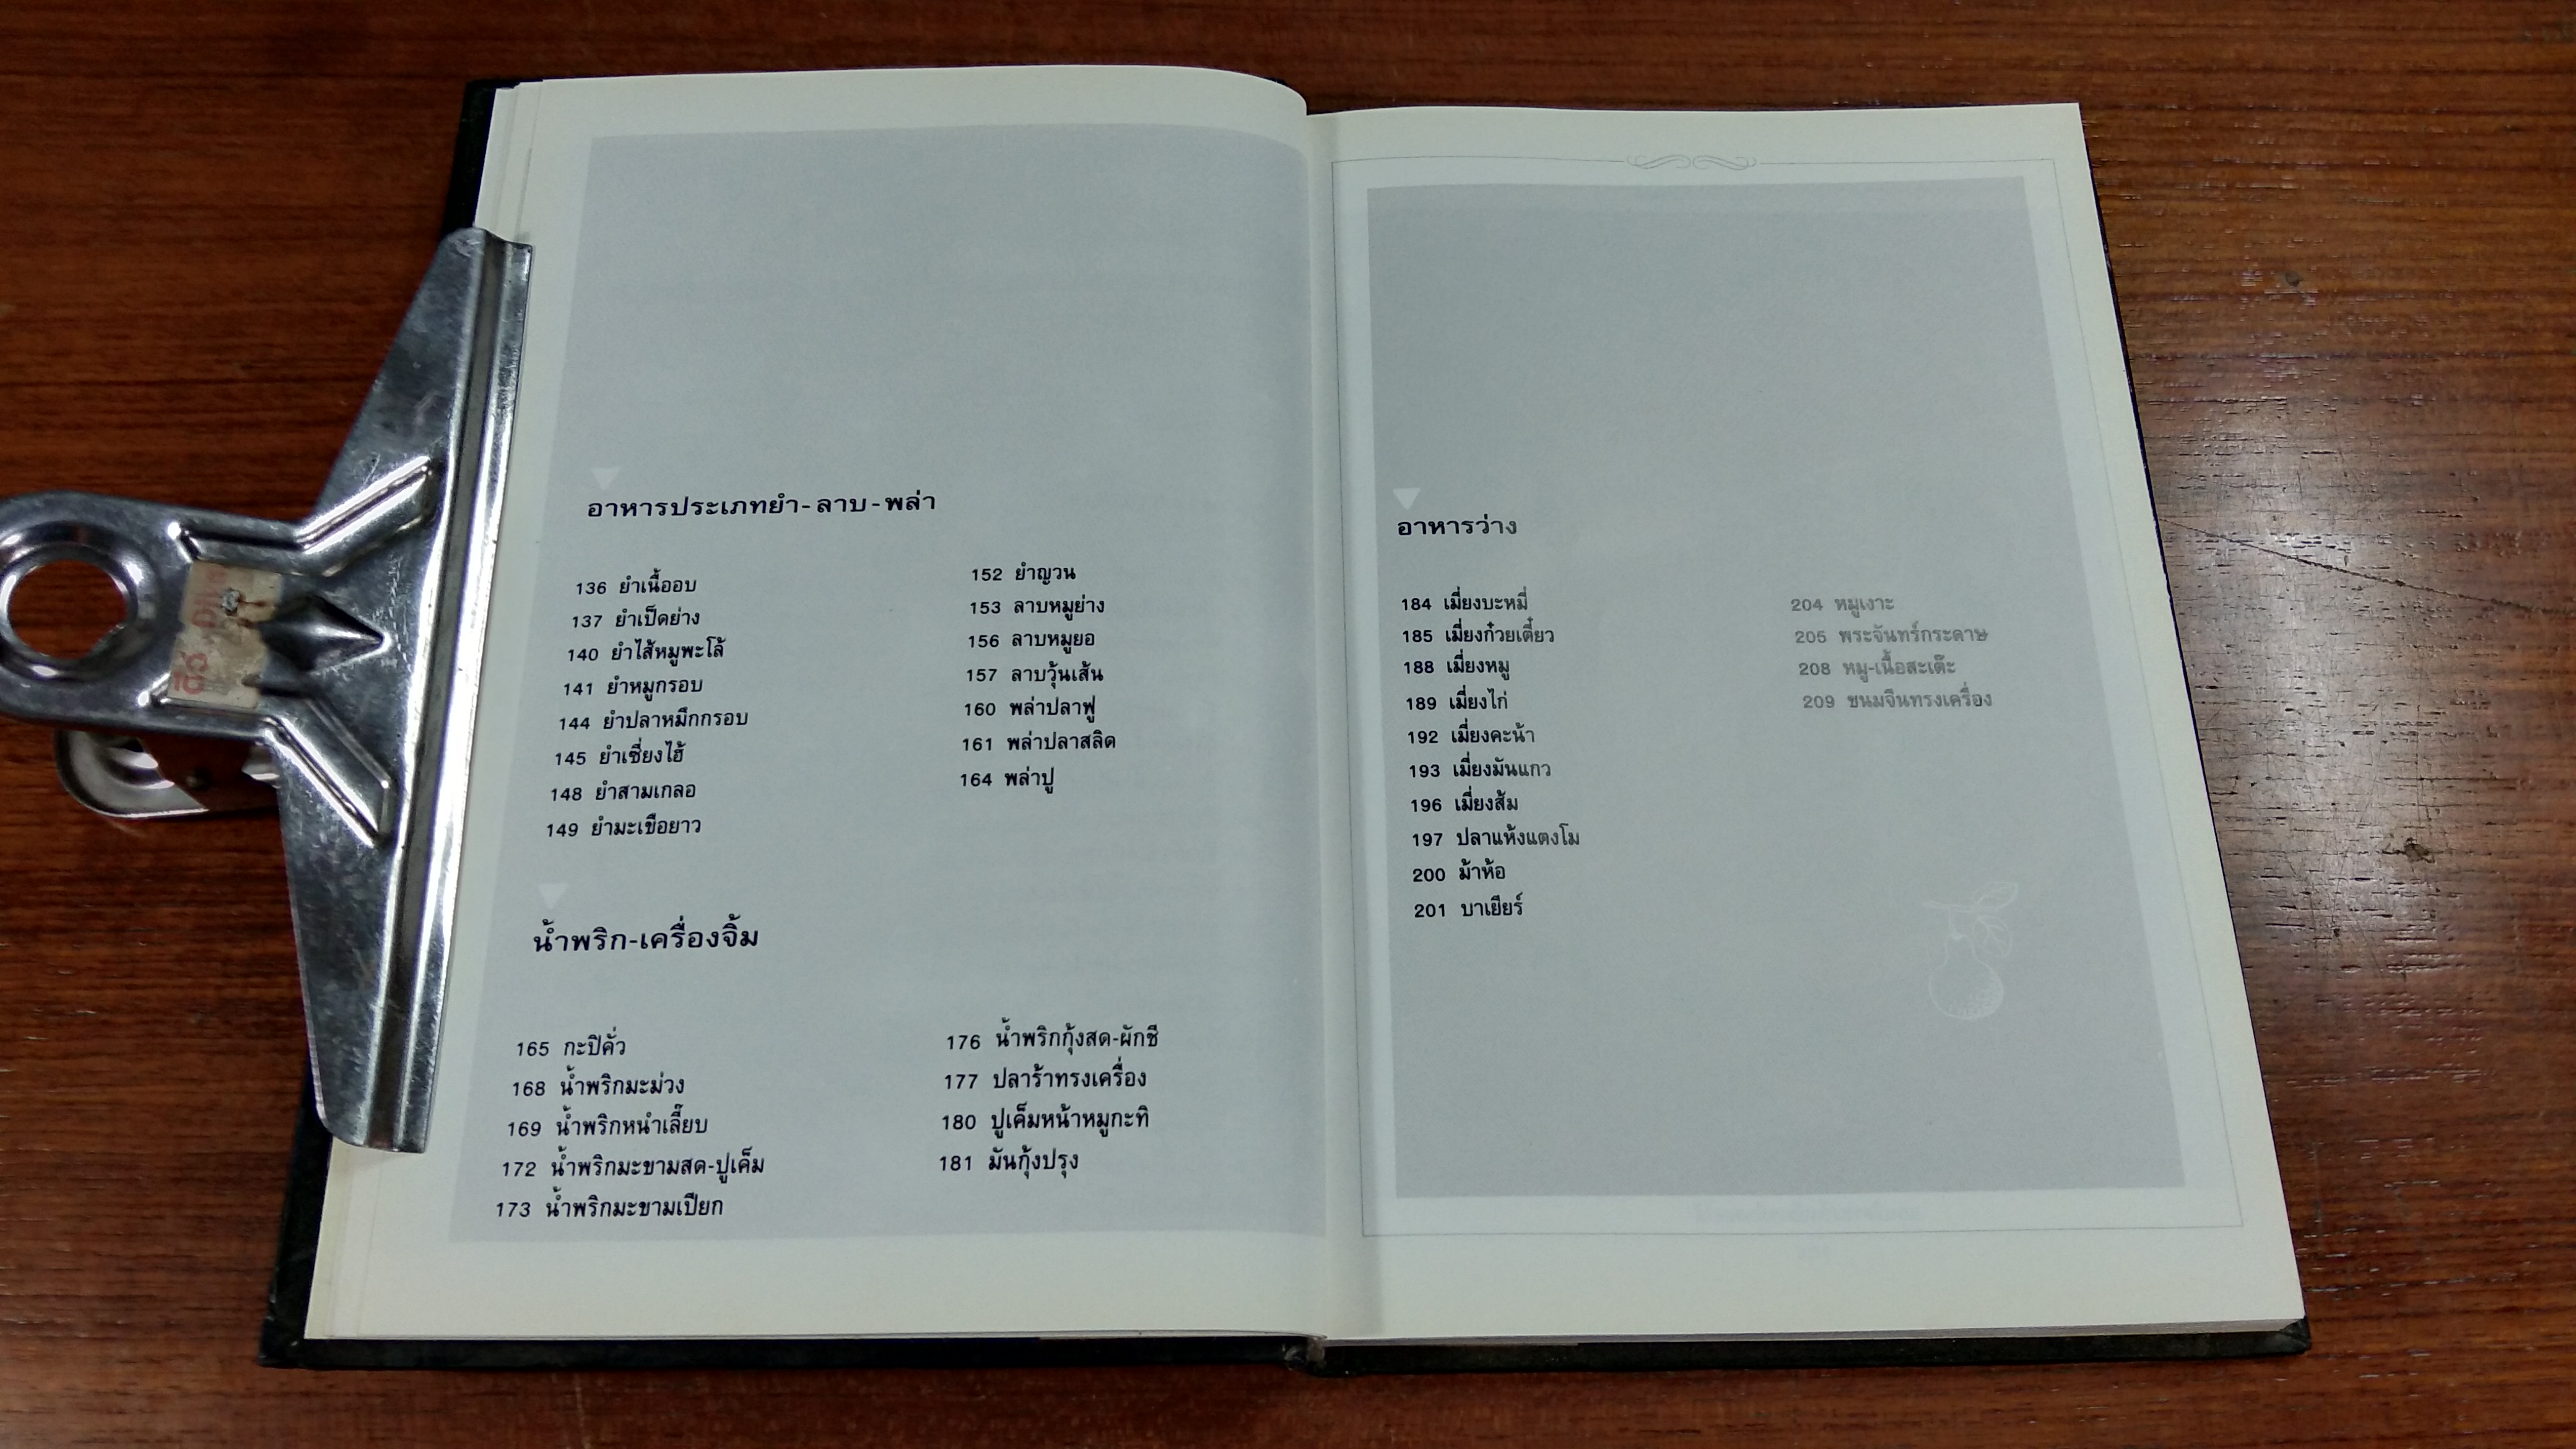 อาหารประเภทยำ-ลาบ-พล่า
136 ยำเนื้ออบ
137 ยำเป็ดย่าง
140 ยำไส้หมูพะโล้
141 ยำหมูกรอบ
144 ยำปลาหมึกกรอบ
145 ยำเซี่ยงไฮ้
148 ยำสามเกลอ
149 ยำมะเขือยาว
152 ยำญวน
153 ลาบหมูย่าง
156 ลาบหมูยอ
157 ลาบวุ้นเส้น
160 พล่าปลาฟู
161 พล่าปลาสลิด
164 พล่าปู
น้ำพริก-เครื่องจิ้ม
165 กะปิคั่ว
168 น้ำพริกมะม่วง
169 น้ำพริกหนำเลี๊ยบ
172 น้ำพริกมะขามสด-ปูเค็ม
173 น้ำพริกมะขามเปียก
176 น้ำพริกกุ้งสด-ผักชี
177 ปลาร้าทรงเครื่อง
180 ปูเค็มหน้าหมูกะทิ
181 มันกุ้งปรุง
อาหารว่าง
184 เมี่ยงบะหมี่
185 เมี่ยงก๋วยเตี๋ยว
188 เมี่ยงหมู
189 เมี่ยงไก่
192 เมี่ยงคะน้า
193 เมี่ยงมันแกว
196 เมี่ยงส้ม
197 ปลาแห้งแตงโม
200 ม้าห้อ
201 บาเยียร์
204 หมูเงาะ
205 พระจันทร์กระดาษ
208 หมู-เนื้อสะเต๊ะ
209 ขนมจีนทรงเครื่อง